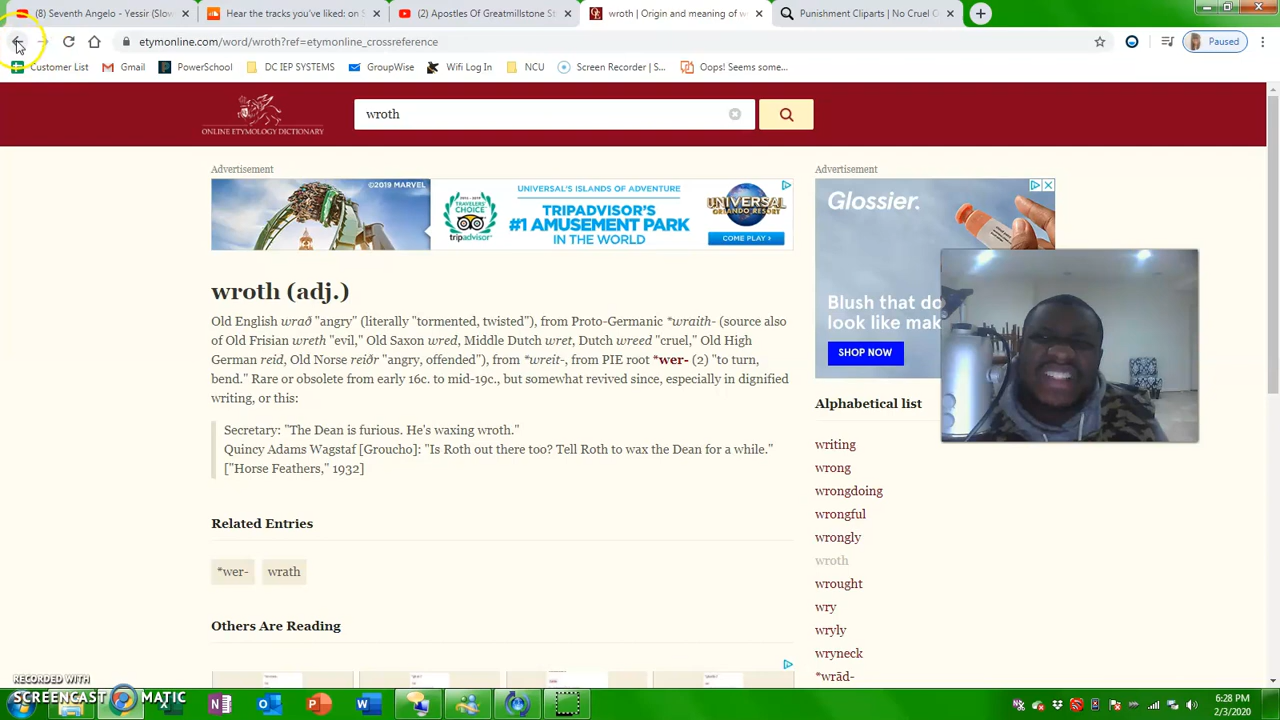 (8) Seventh Angelo - Yessir (Slow
Hear the music you've liked: on S
(2) Apostles Of Greatllionstore St
wroth | Origin and meaning of w
Punishment Cliparts | No Cruel C
etymonline.com/word/wroth?ref=etymonline_crossreference
Paused
Customer List
Gmail
PowerSchool
DC IEP SYSTEMS
GroupWise
Wifi Log In
NCU
Screen Recorder | S...
Oops! Seems some...
ONLINE ETYMOLOGY DICTIONARY
wroth
Advertisement
©2019 MARVEL
TRAVELERS' CHOICE
tripadvisor
UNIVERSAL'S ISLANDS OF ADVENTURE
TRIPADVISOR'S
#1 AMUSEMENT PARK
IN THE WORLD
UNIVERSAL
ORLANDO RESORT
COME PLAY >
wroth (adj.)
Old English wrað "angry" (literally "tormented, twisted"), from Proto-Germanic *wraith- (source also
of Old Frisian wreth "evil," Old Saxon wred, Middle Dutch wret, Dutch wreed "cruel," Old High
German reid, Old Norse reiðr "angry, offended"), from *wreit-, from PIE root *wer- (2) "to turn,
bend." Rare or obsolete from early 16c. to mid-19c., but somewhat revived since, especially in dignified
writing, or this:
Secretary: "The Dean is furious. He's waxing wroth."
Quincy Adams Wagstaf [Groucho]: "Is Roth out there too? Tell Roth to wax the Dean for a while."
["Horse Feathers," 1932]
Related Entries
*wer-
wrath
Others Are Reading
Advertisement
Glossier.
Blush that do
look like mak
SHOP NOW
Alphabetical list
writing
wrong
wrongdoing
wrongful
wrongly
wroth
wrought
wry
wryly
wryneck
*wrād-
RECORDED WITH
SCREENCAST MATIC
6:28 PM
2/3/2020